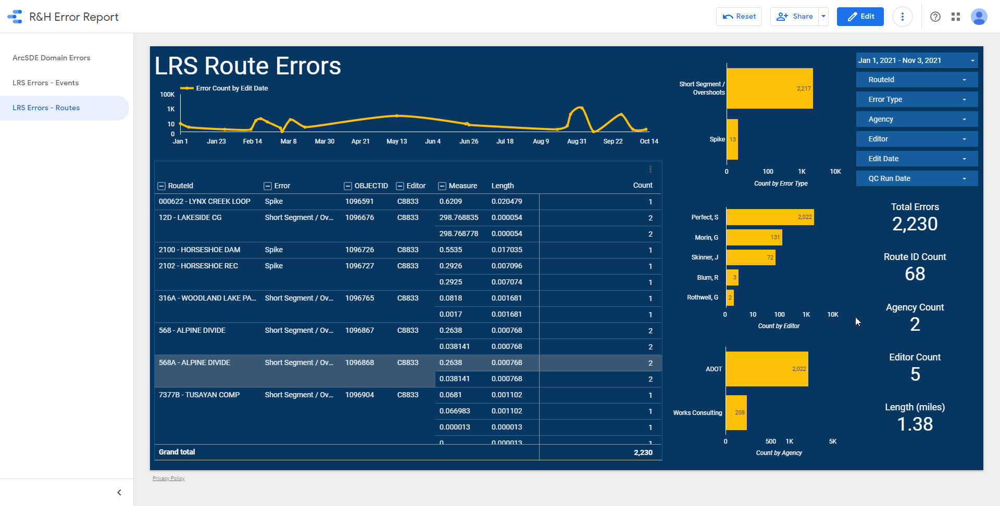 R&H Error Report
Reset
Share
Edit
ArcSDE Domain Errors
LRS Errors - Events
LRS Errors - Routes
LRS Route Errors
Error Count by Edit Date
100K
1K
10
0
Jan 1 Jan 23 Feb 14 Mar 8 Mar 30 Apr 21 May 13 Jun 4 Jun 26 Jul 18 Aug 9 Aug 31 Sep 22 Oct 14
RouteId Error OBJECTID Editor Measure Length Count
000622 - LYNX CREEK LOOP Spike 1096591 C8833 0.6209 0.020479 1
12D - LAKESIDE CG Short Segment / Ov... 1096676 C8833 298.768835 0.000054 2
298.768778 0.000054 2
2100 - HORSESHOE DAM Spike 1096726 C8833 0.5535 0.017035 1
2102 - HORSESHOE REC Spike 1096727 C8833 0.2926 0.007096 1
0.2925 0.007074 1
316A - WOODLAND LAKE PA... Short Segment / Ov... 1096765 C8833 0.0818 0.001681 1
0.0017 0.001681 1
568 - ALPINE DIVIDE Short Segment / Ov... 1096867 C8833 0.2638 0.000768 2
0.038141 0.000768 2
568A - ALPINE DIVIDE Short Segment / Ov... 1096868 C8833 0.2638 0.000768 2
0.038141 0.000768 2
7377B - TUSAYAN COMP Short Segment / Ov... 1096904 C8833 0.0681 0.001102 1
0.066983 0.001102 1
0.000013 0.000013 1
0 0.000013 1
Grand total 2,230
Short Segment /
Overshoots
2,217
Spike 13
0 100 1K 10K
Count by Error Type
Perfect, S 2,022
Morin, G 131
Skinner, J 72
Blum, R 3
Rothwell, G 2
0 10 100 1K 10K
Count by Editor
ADOT 2,022
Works Consulting 208
0 500 1K 5K
Count by Agency
Jan 1, 2021 - Nov 3, 2021
RouteId
Error Type
Agency
Editor
Edit Date
QC Run Date
Total Errors
2,230
Route ID Count
68
Agency Count
2
Editor Count
5
Length (miles)
1.38
Privacy Policy